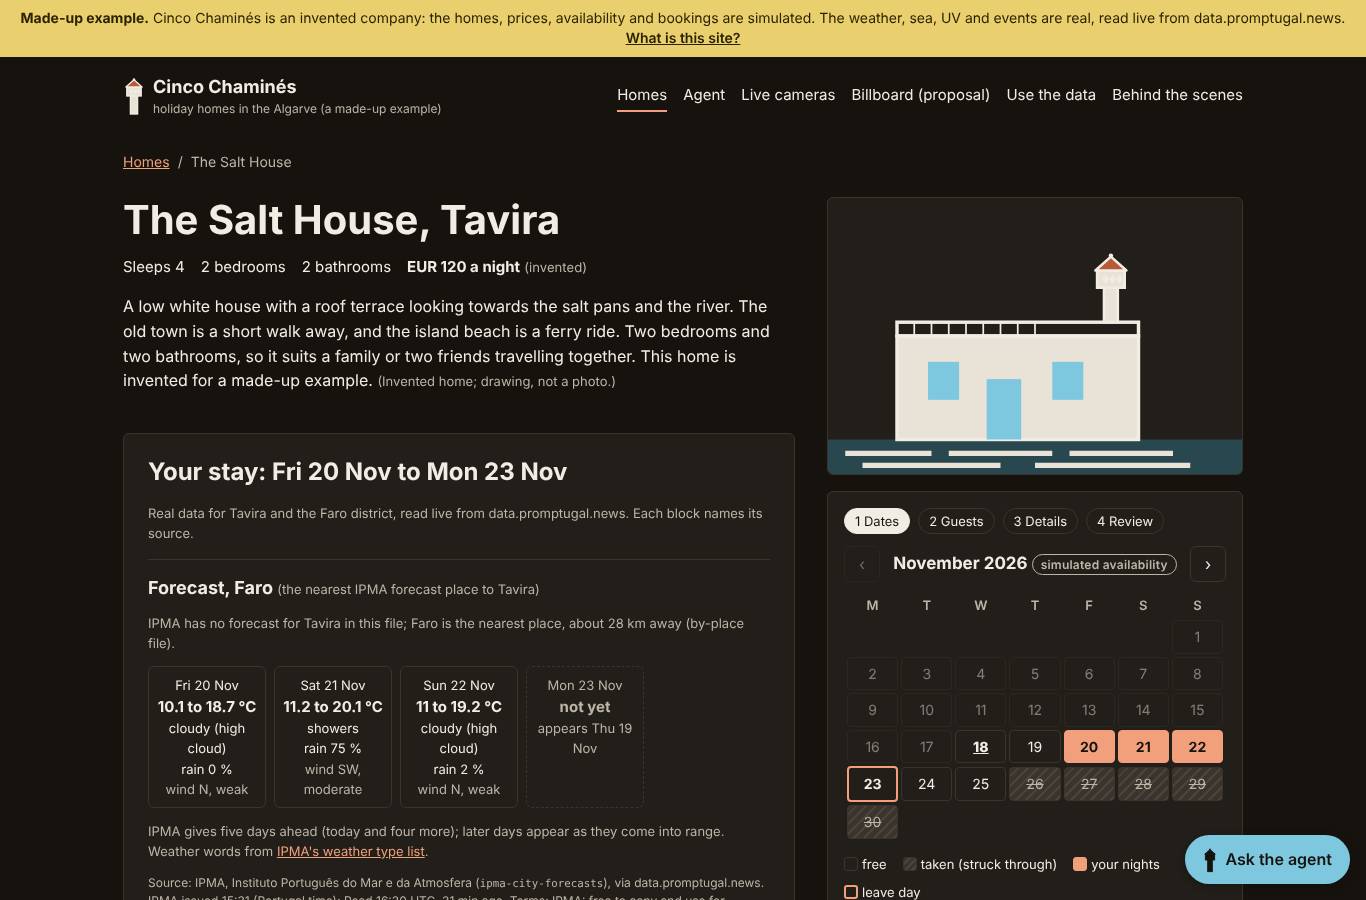 Made-up example. Cinco Chaminés is an invented company: the homes, prices, availability and bookings are simulated. The weather, sea, UV and events are real, read live from data.promptugal.news.
What is this site?
Cinco Chaminés
holiday homes in the Algarve (a made-up example)
Homes Agent Live cameras Billboard (proposal) Use the data Behind the scenes
Homes / The Salt House
The Salt House, Tavira
Sleeps 4 2 bedrooms 2 bathrooms EUR 120 a night (invented)
A low white house with a roof terrace looking towards the salt pans and the river. The
old town is a short walk away, and the island beach is a ferry ride. Two bedrooms and
two bathrooms, so it suits a family or two friends travelling together. This home is
invented for a made-up example. (Invented home; drawing, not a photo.)
Your stay: Fri 20 Nov to Mon 23 Nov
Real data for Tavira and the Faro district, read live from data.promptugal.news. Each block names its
source.
Forecast, Faro (the nearest IPMA forecast place to Tavira)
IPMA has no forecast for Tavira in this file; Faro is the nearest place, about 28 km away (by-place
file).
Fri 20 Nov
10.1 to 18.7 °C
cloudy (high
cloud)
rain 0 %
wind N, weak
Sat 21 Nov
11.2 to 20.1 °C
showers
rain 75 %
wind SW,
moderate
Sun 22 Nov
11 to 19.2 °C
cloudy (high
cloud)
rain 2 %
wind N, weak
Mon 23 Nov
not yet
appears Thu 19
Nov
IPMA gives five days ahead (today and four more); later days appear as they come into range.
Weather words from IPMA's weather type list.
Source: IPMA, Instituto Português do Mar e da Atmosfera (ipma-city-forecasts), via data.promptugal.news.
1 Dates 2 Guests 3 Details 4 Review
‹ November 2026 simulated availability ›
M T W T F S S
1
2 3 4 5 6 7 8
9 10 11 12 13 14 15
16 17 18 19 20 21 22
23 24 25 26 27 28 29
30
free taken (struck through) your nights
leave day
Ask the agent